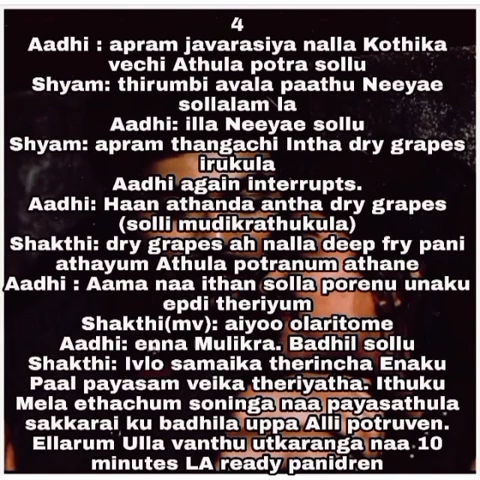 4
Aadhi : apram javarasiya nalla Kothika
vechi Athula potra sollu
Shyam: thirumbi avala paathu Neeyae
sollalam la
Aadhi: illa Neeyae sollu
Shyam: apram thangachi Intha dry grapes
irukula
Aadhi again interrupts.
Aadhi: Haan athanda antha dry grapes
(solli mudikrathukula)
Shakthi: dry grapes ah nalla deep fry pani
athayum Athula potranum athane
Aadhi : Aama naa ithan solla porenu unaku
epdi theriyum
Shakthi(mv): aiyoo olaritome
Aadhi: enna Mulikra. Badhil sollu
Shakthi: Ivlo samaika therincha Enaku
Paal payasam veika theriyatha. Ithuku
Mela ethachum soninga naa payasathula
sakkarai ku badhila uppa Alli potruven.
Ellarum Ulla vanthu utkaranga naa 10
minutes LA ready panidren